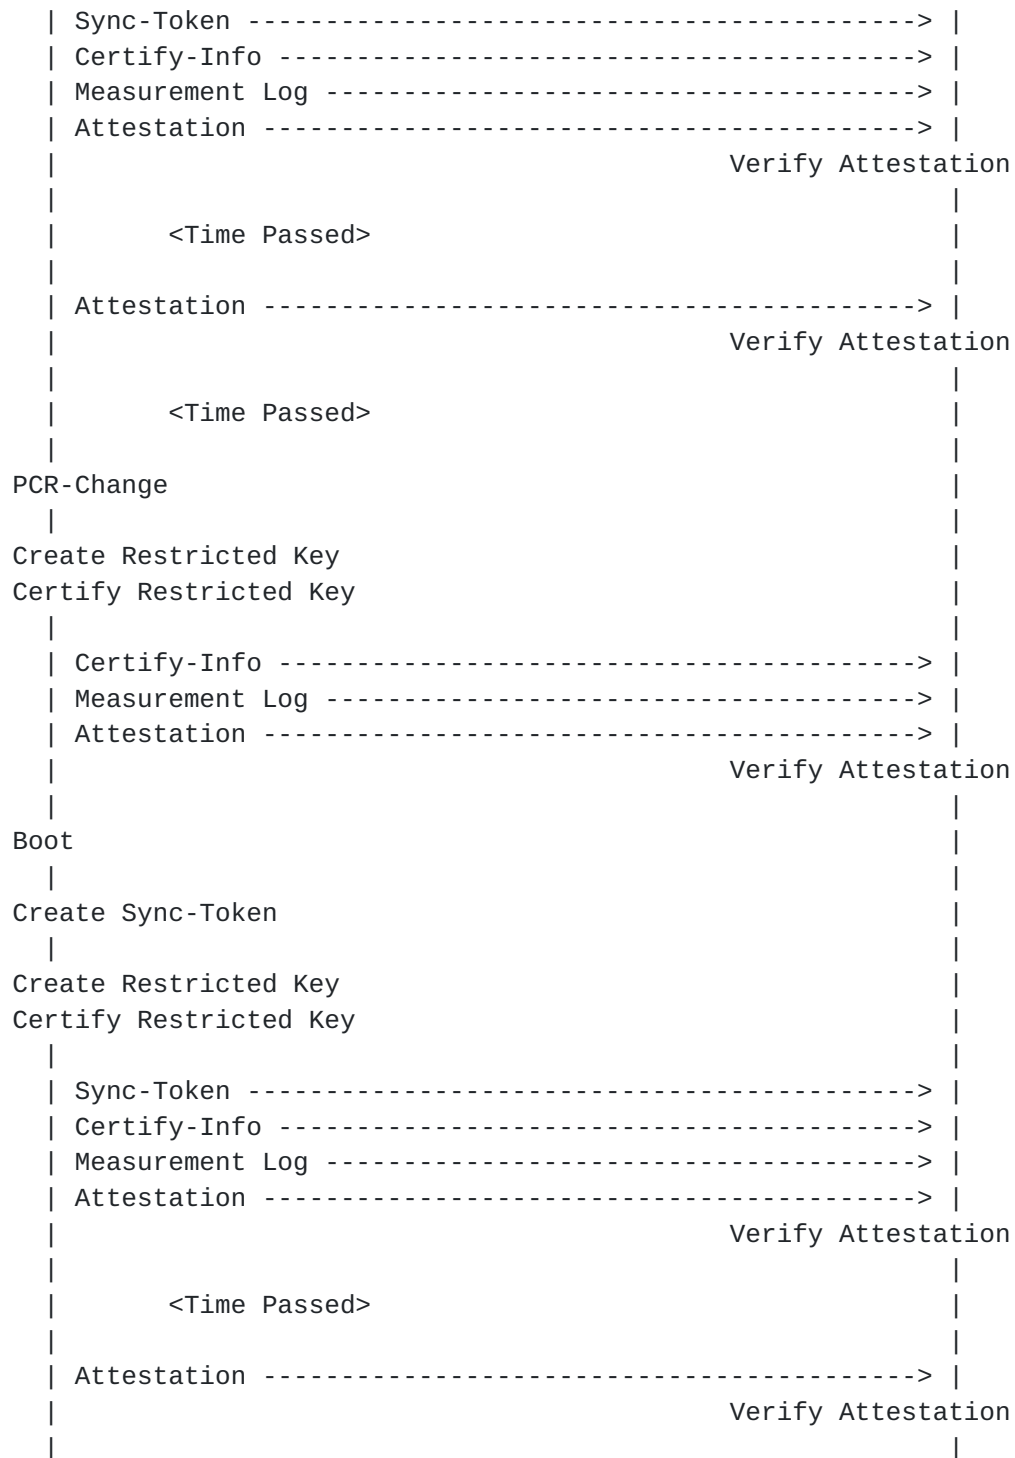 | Sync-Token -------------------------------------------> |
| Certify-Info -----------------------------------------> |
| Measurement Log --------------------------------------> |
| Attestation ------------------------------------------> |
| Verify Attestation
| |
| <Time Passed> |
| |
| Attestation ------------------------------------------> |
| Verify Attestation
| |
| <Time Passed> |
| |
PCR-Change |
| |
Create Restricted Key |
Certify Restricted Key |
| |
| Certify-Info -----------------------------------------> |
| Measurement Log --------------------------------------> |
| Attestation ------------------------------------------> |
| Verify Attestation
| |
Boot |
| |
Create Sync-Token |
| |
Create Restricted Key |
Certify Restricted Key |
| |
| Sync-Token -------------------------------------------> |
| Certify-Info -----------------------------------------> |
| Measurement Log --------------------------------------> |
| Attestation ------------------------------------------> |
| Verify Attestation
| |
| <Time Passed> |
| |
| Attestation ------------------------------------------> |
| Verify Attestation
| |